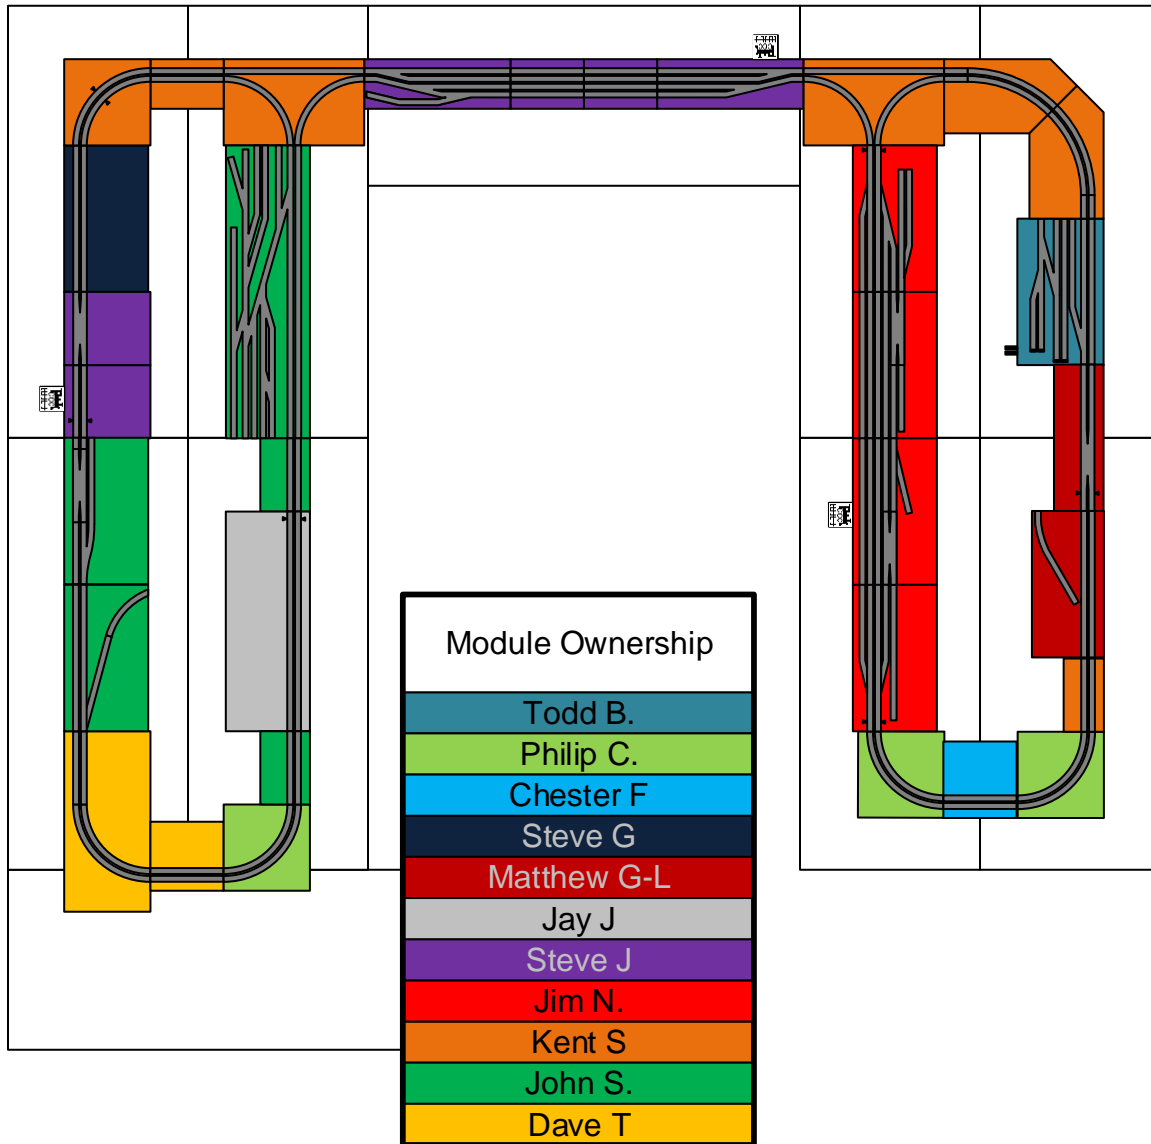 Module Ownership
Todd B.
Philip C.
Chester F
Steve G
Matthew G-L
Jay J
Steve J
Jim N.
Kent S
John S.
Dave T